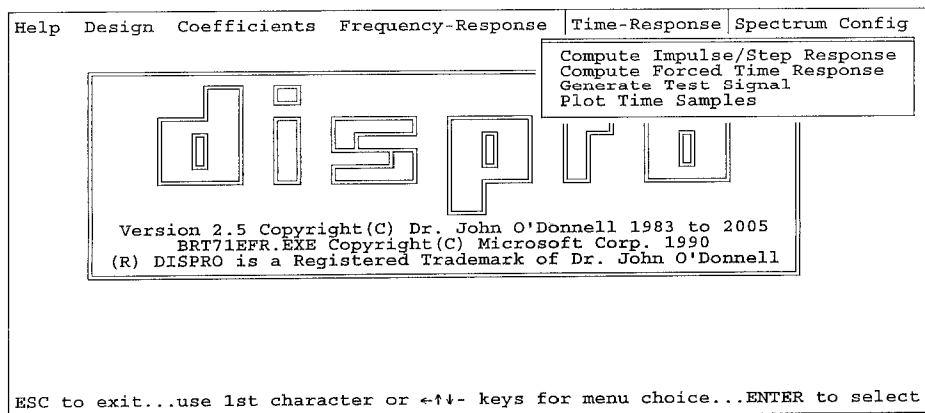 Help Design Coefficients Frequency-Response Time-Response Spectrum Config
Compute Impulse/Step Response
Compute Forced Time Response
Generate Test Signal
Plot Time Samples
dispro
Version 2.5 Copyright(C) Dr. John O'Donnell 1983 to 2005
BRT71EFR.EXE Copyright(C) Microsoft Corp. 1990
(R) DISPRO is a Registered Trademark of Dr. John O'Donnell
ESC to exit...use 1st character or ←↑↓- keys for menu choice...ENTER to select